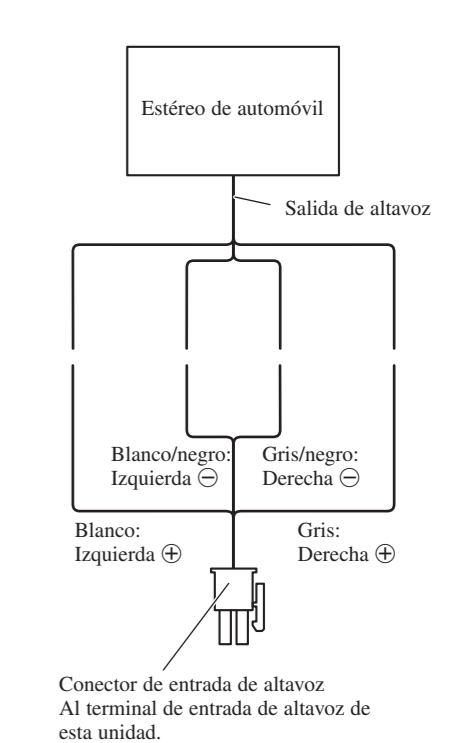 Estéreo de automóvil
Salida de altavoz
Blanco/negro:
Izquierda ⊖
Gris/negro:
Derecha ⊖
Blanco:
Izquierda ⊕
Gris:
Derecha ⊕
Conector de entrada de altavoz
Al terminal de entrada de altavoz de
esta unidad.